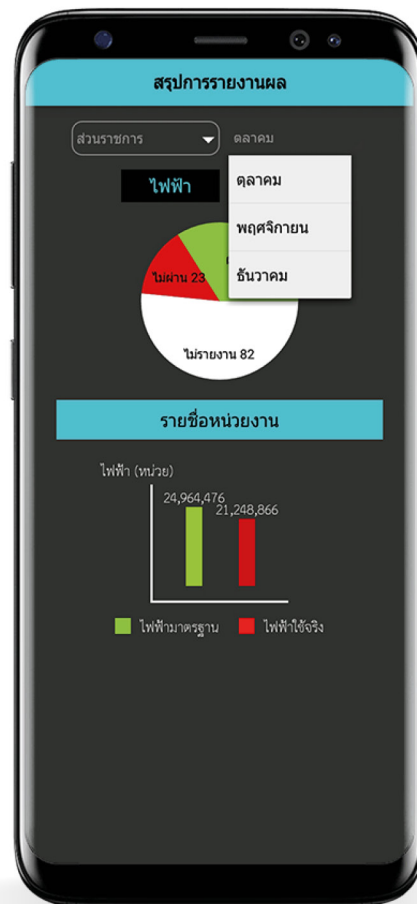 สรุปการรายงานผล
ส่วนราชการ
ตุลาคม
ไฟฟ้า
ตุลาคม
พฤศจิกายน
ธันวาคม
ไม่ผ่าน 23
ไม่รายงาน 82
รายชื่อหน่วยงาน
ไฟฟ้า (หน่วย)
24,964,476
21,248,866
ไฟฟ้ามาตรฐาน
ไฟฟ้าใช้จริง